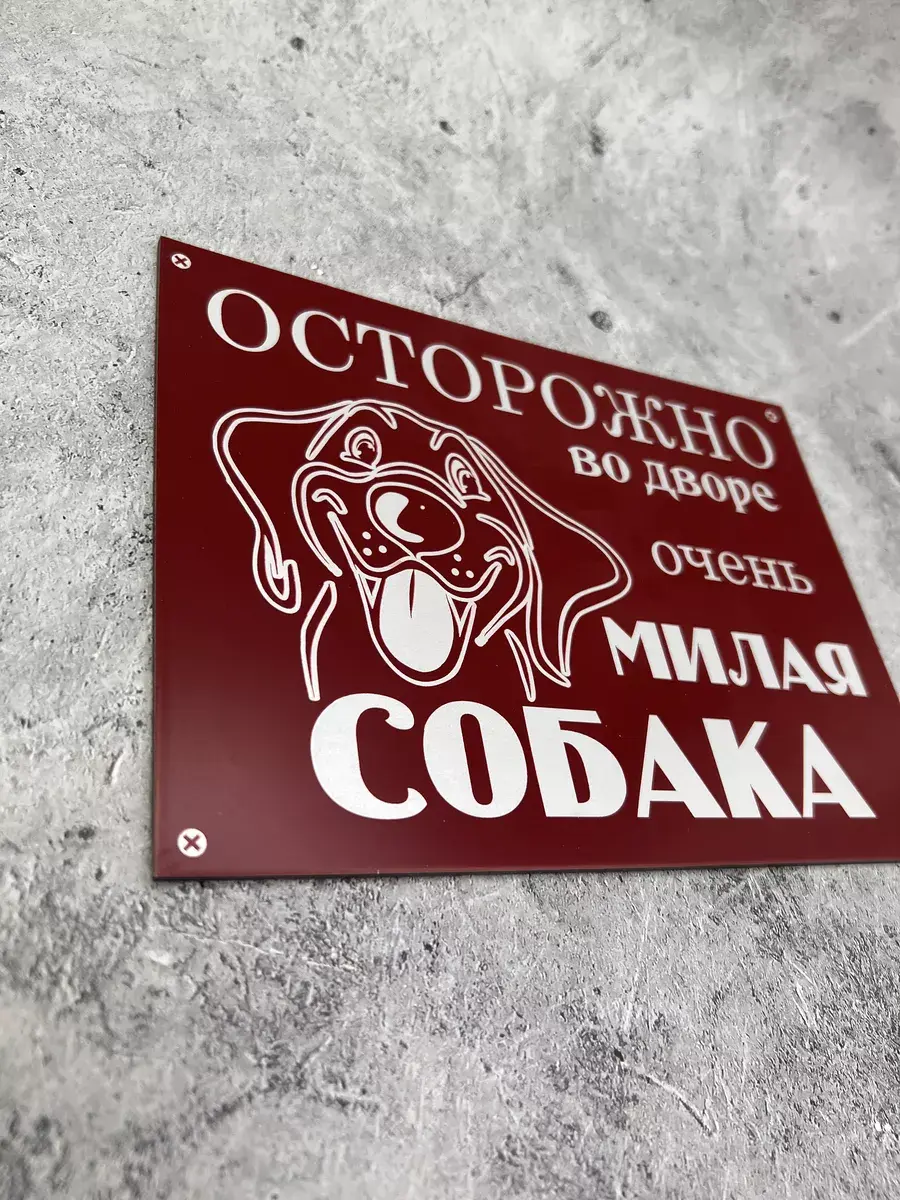 ОСТОРОЖНО
во дворе
очень
МИЛАЯ
СОБАКА